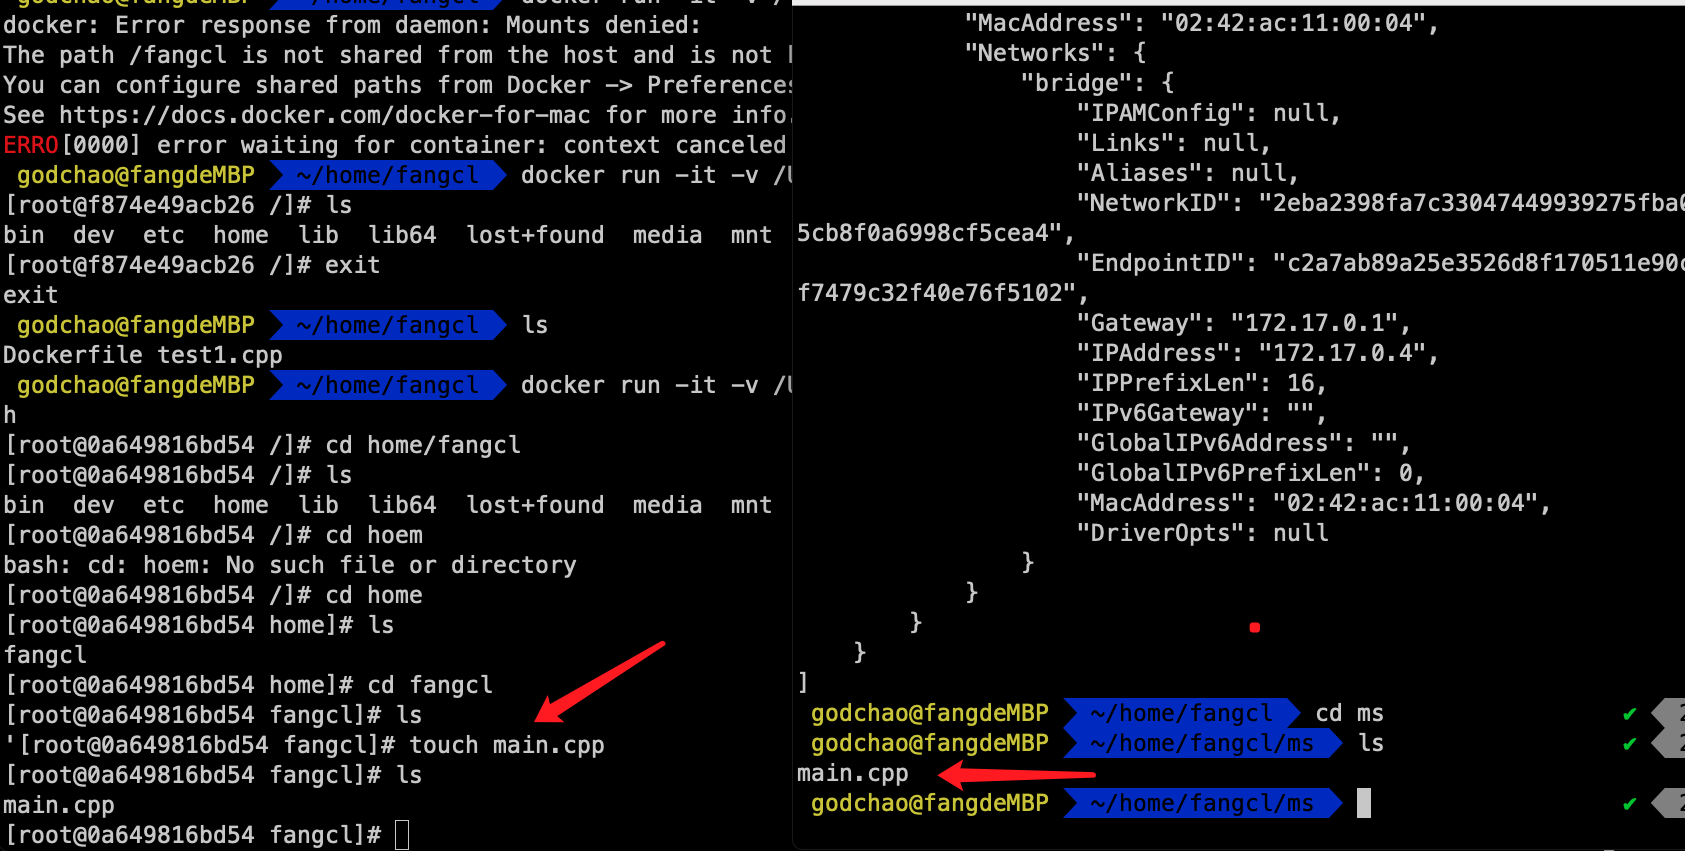 godchao@fangdeMBP ~/home/fangcl docker run -it -v /
docker: Error response from daemon: Mounts denied:
The path /fangcl is not shared from the host and is not
You can configure shared paths from Docker -> Preferences
See https://docs.docker.com/docker-for-mac for more info.
ERRO[0000] error waiting for container: context canceled
godchao@fangdeMBP ~/home/fangcl docker run -it -v /U
[root@f874e49acb26 /]# ls
bin dev etc home lib lib64 lost+found media mnt
[root@f874e49acb26 /]# exit
exit
godchao@fangdeMBP ~/home/fangcl ls
Dockerfile test1.cpp
godchao@fangdeMBP ~/home/fangcl docker run -it -v /U
h
[root@0a649816bd54 /]# cd home/fangcl
[root@0a649816bd54 /]# ls
bin dev etc home lib lib64 lost+found media mnt
[root@0a649816bd54 /]# cd hoem
bash: cd: hoem: No such file or directory
[root@0a649816bd54 /]# cd home
[root@0a649816bd54 home]# ls
fangcl
[root@0a649816bd54 home]# cd fangcl
[root@0a649816bd54 fangcl]# ls
'[root@0a649816bd54 fangcl]# touch main.cpp
[root@0a649816bd54 fangcl]# ls
main.cpp
[root@0a649816bd54 fangcl]#
"MacAddress": "02:42:ac:11:00:04",
"Networks": {
"bridge": {
"IPAMConfig": null,
"Links": null,
"Aliases": null,
"NetworkID": "2eba2398fa7c33047449939275fba0
5cb8f0a6998cf5cea4",
"EndpointID": "c2a7ab89a25e3526d8f170511e90c
f7479c32f40e76f5102",
"Gateway": "172.17.0.1",
"IPAddress": "172.17.0.4",
"IPPrefixLen": 16,
"IPv6Gateway": "",
"GlobalIPv6Address": "",
"GlobalIPv6PrefixLen": 0,
"MacAddress": "02:42:ac:11:00:04",
"DriverOpts": null
}
}
}
}
]
godchao@fangdeMBP ~/home/fangcl cd ms ✔
godchao@fangdeMBP ~/home/fangcl/ms ls ✔
main.cpp
godchao@fangdeMBP ~/home/fangcl/ms ✔